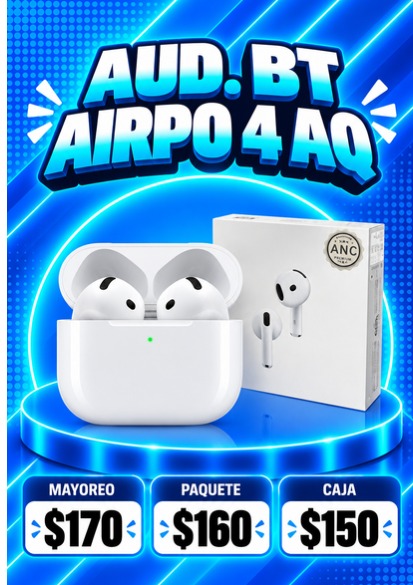 AUD. BT
AIRPO 4 AQ
ANC
MAYOREO
$170
PAQUETE
$160
CAJA
$150